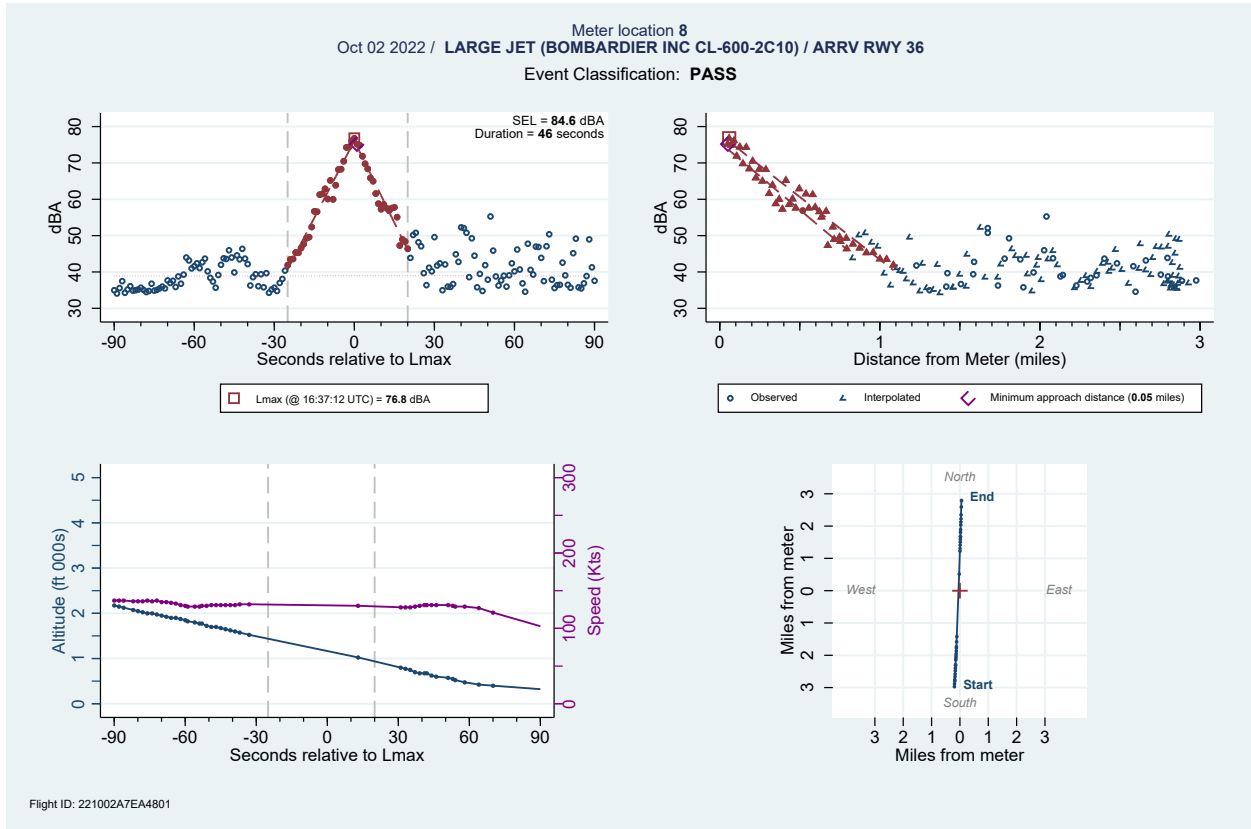 Meter location 8
Oct 02 2022 / LARGE JET (BOMBARDIER INC CL-600-2C10) / ARRV RWY 36
Event Classification: PASS
SEL = 84.6 dBA
Duration = 46 seconds
dBA
80
70
60
50
40
30
-90 -60 -30 0 30 60 90
Seconds relative to Lmax
Lmax (@ 16:37:12 UTC) = 76.8 dBA
dBA
80
70
60
50
40
30
0 1 2 3
Distance from Meter (miles)
Observed Interpolated Minimum approach distance (0.05 miles)
Altitude (ft 000s)
5
4
3
2
1
0
300
200
100
0
Speed (Kts)
-90 -60 -30 0 30 60 90
Seconds relative to Lmax
Miles from meter
3
2
1
0
1
2
3
North
End
West
East
Start
South
3 2 1 0 1 2 3
Miles from meter
Flight ID: 221002A7EA4801